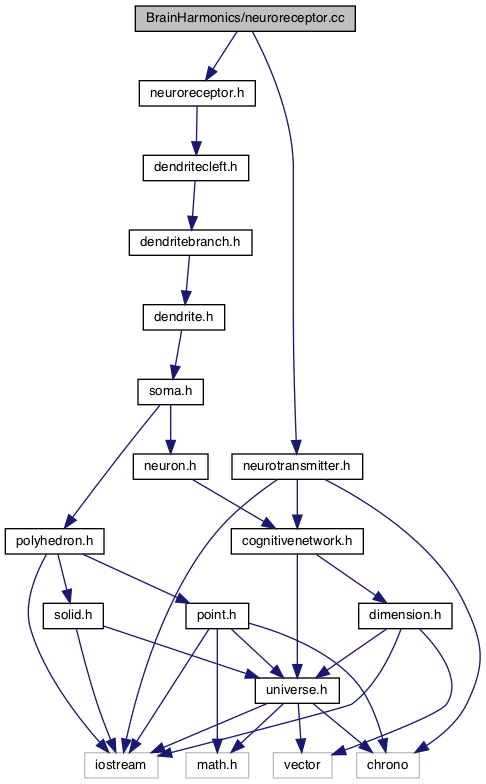 BrainHarmonics/neuroreceptor.cc
neuroreceptor.h
dendritecleft.h
dendritebranch.h
dendrite.h
soma.h
neuron.h
neurotransmitter.h
polyhedron.h
cognitivenetwork.h
solid.h
point.h
dimension.h
universe.h
iostream
math.h
vector
chrono